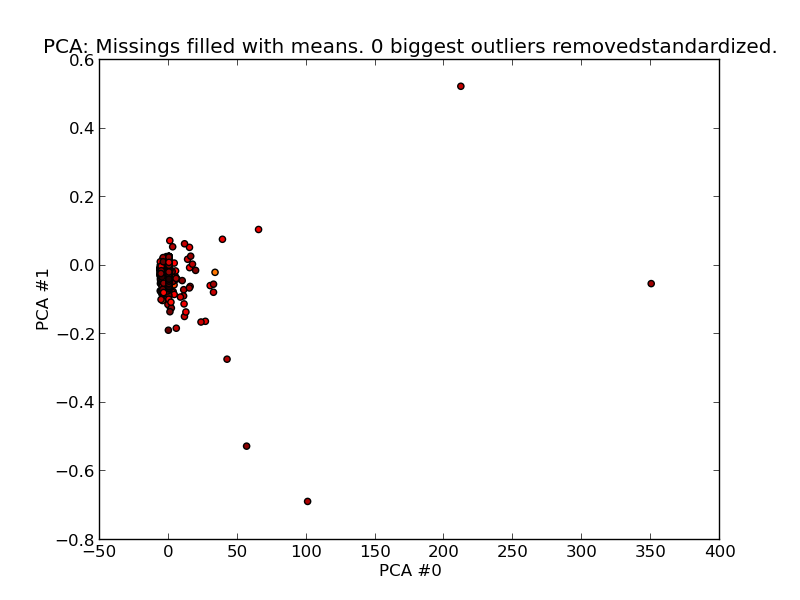 PCA: Missings filled with means. 0 biggest outliers removedstandardized.
0.6
0.4
0.2
0.0
−0.2
−0.4
−0.6
−0.8
PCA #1
−50 0 50 100 150 200 250 300 350 400
PCA #0